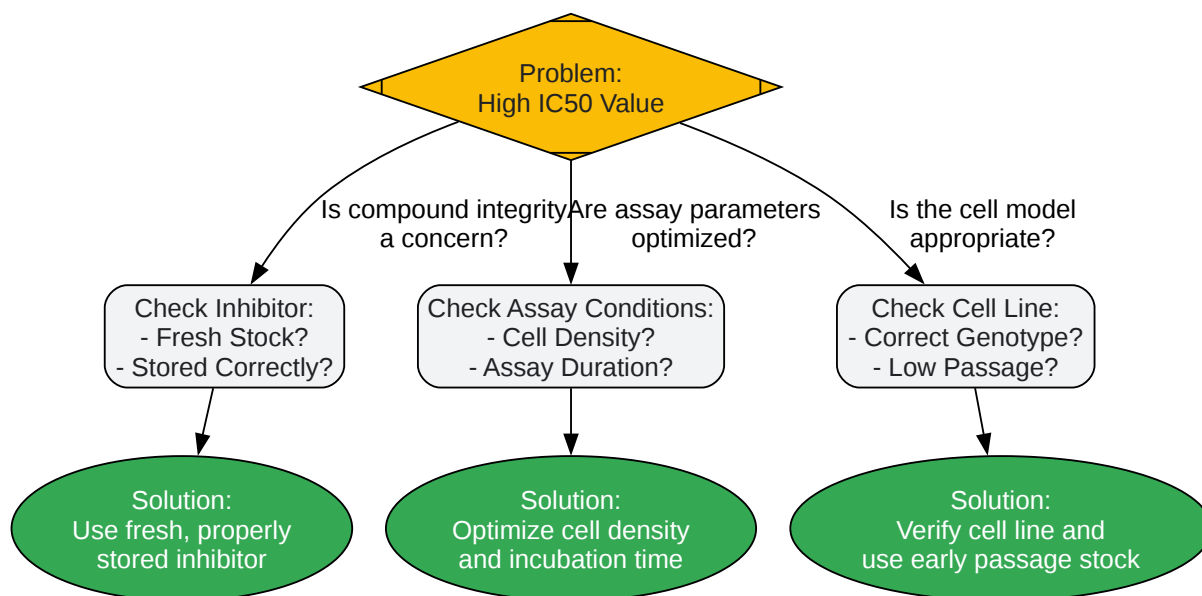 Problem:
High IC50 Value
Is compound integrity
a concern?
Are assay parameters
optimized?
Is the cell model
appropriate?
Check Inhibitor:
- Fresh Stock?
- Stored Correctly?
Check Assay Conditions:
- Cell Density?
- Assay Duration?
Check Cell Line:
- Correct Genotype?
- Low Passage?
Solution:
Use fresh, properly
stored inhibitor
Solution:
Optimize cell density
and incubation time
Solution:
Verify cell line and
use early passage stock